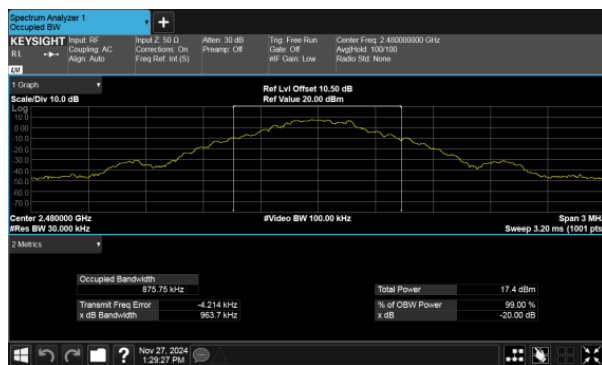 Spectrum Analyzer 1
Occupied BW
KEYSIGHT Input: RF Input Z: 50 Ω Atten: 30 dB Trig: Free Run Center Freq: 2.480000000 GHz
RL Coupling: AC Corrections: On Preamp: Off Gate: Off Avg|Hold: 100/100
Align: Auto Freq Ref: Int (S) #IF Gain: Low Radio Std: None
LW
1 Graph
Ref Lvl Offset 10.50 dB
Scale/Div 10.0 dB Ref Value 20.00 dBm
Log
10.0
0.00
-10.0
-20.0
-30.0
-40.0
-50.0
-60.0
-70.0
Center 2.480000 GHz #Video BW 100.00 kHz Span 3 MHz
#Res BW 30.000 kHz Sweep 3.20 ms (1001 pts
2 Metrics
Occupied Bandwidth
875.75 kHz Total Power 17.4 dBm
Transmit Freq Error -4.214 kHz % of OBW Power 99.00 %
x dB Bandwidth 963.7 kHz x dB -20.00 dB
? Nov 27, 2024
1:29:27 PM